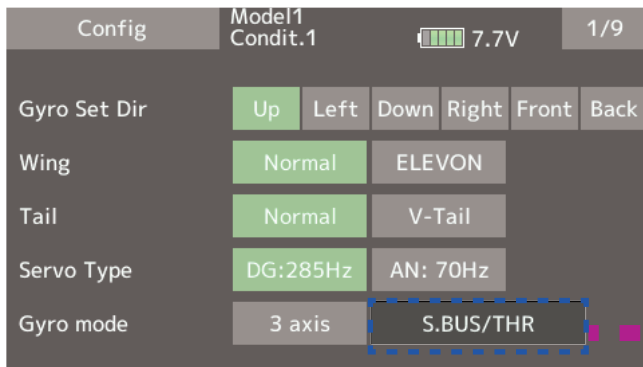 Config Model1 Condit.1 7.7V 1/9
Gyro Set Dir Up Left Down Right Front Back
Wing Normal ELEVON
Tail Normal V-Tail
Servo Type DG:285Hz AN: 70Hz
Gyro mode 3 axis S.BUS/THR